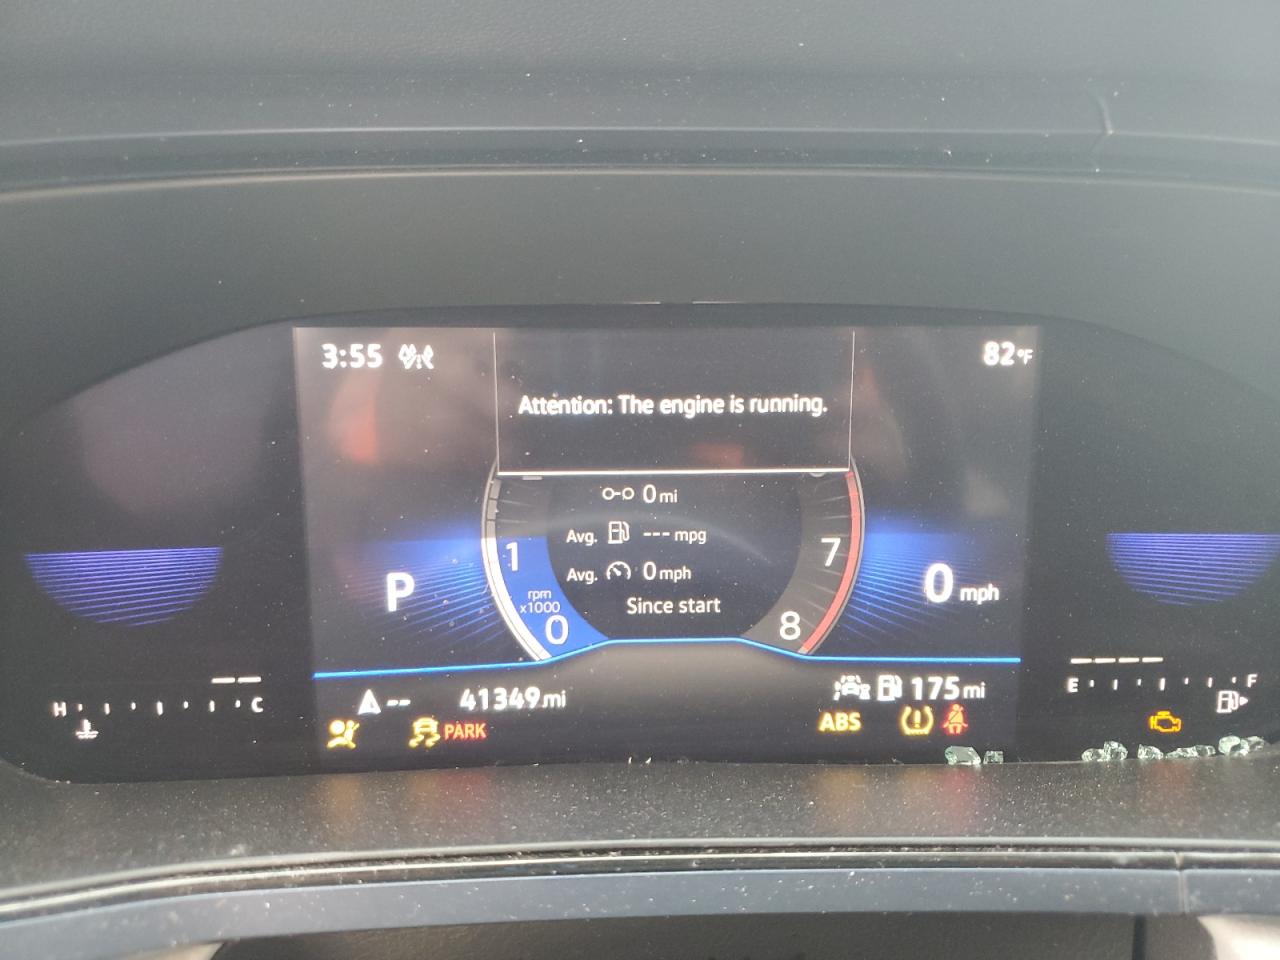 3:55
82°F
Attention: The engine is running.
0 mi
Avg. --- mpg
Avg. 0 mph
Since start
1
rpm
x1000
0
7
8
P
0 mph
H C
-- 41349 mi
175 mi
E F
PARK
ABS